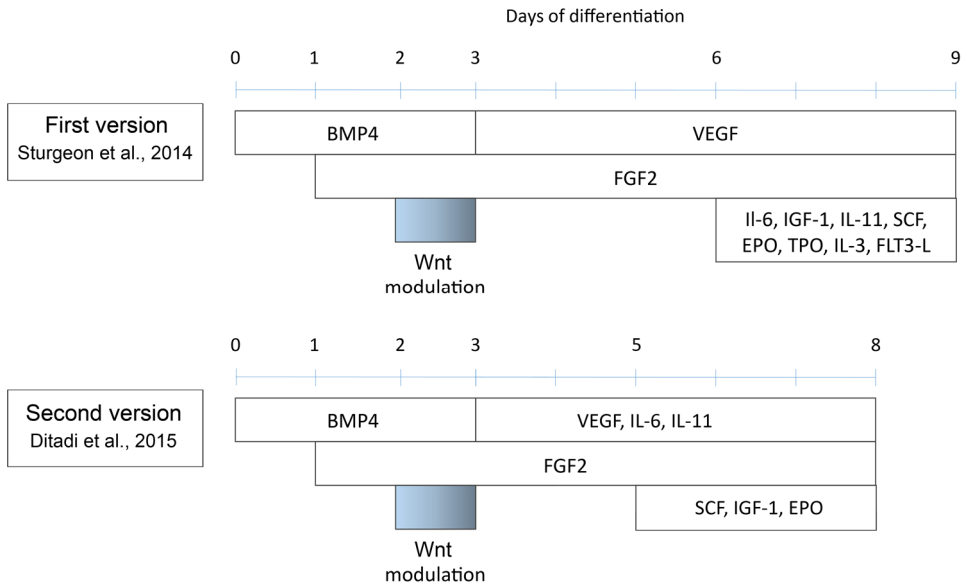 Days of differentiation
0 1 2 3 6 9
First version
Sturgeon et al., 2014
BMP4 VEGF
FGF2
Il-6, IGF-1, IL-11, SCF,
EPO, TPO, IL-3, FLT3-L
Wnt
modulation
0 1 2 3 5 8
Second version
Ditadi et al., 2015
BMP4 VEGF, IL-6, IL-11
FGF2
SCF, IGF-1, EPO
Wnt
modulation